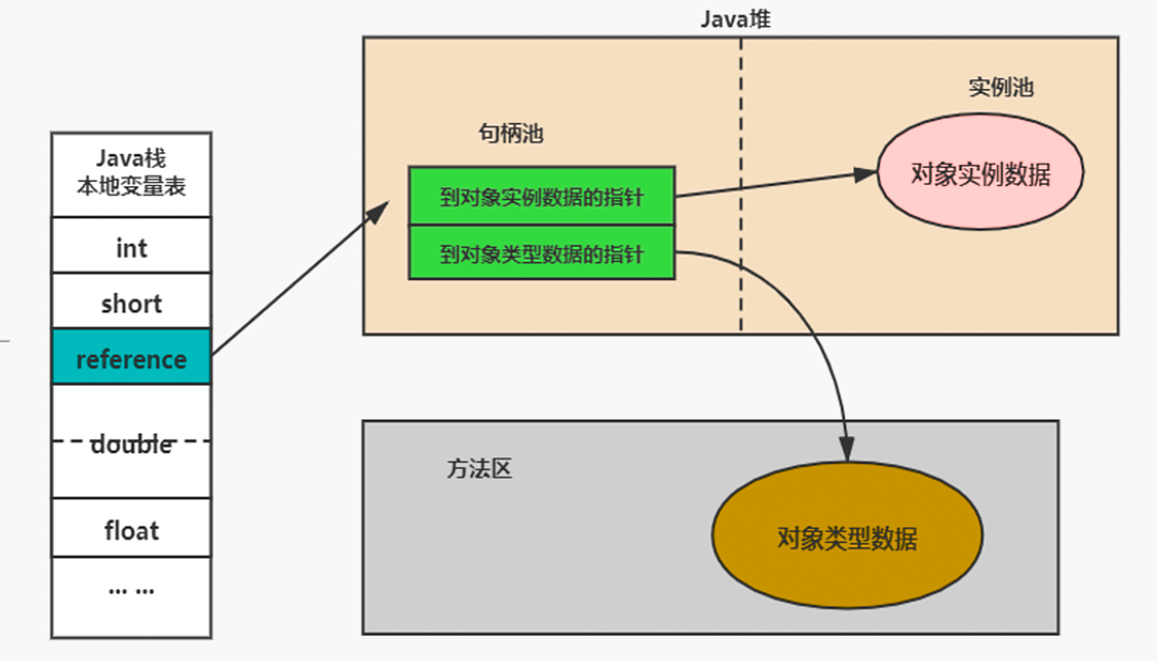 Java堆
实例池
句柄池
Java栈
本地变量表
对象实例数据
到对象实例数据的指针
int
到对象类型数据的指针
short
reference
double
方法区
float
对象类型数据
... ...